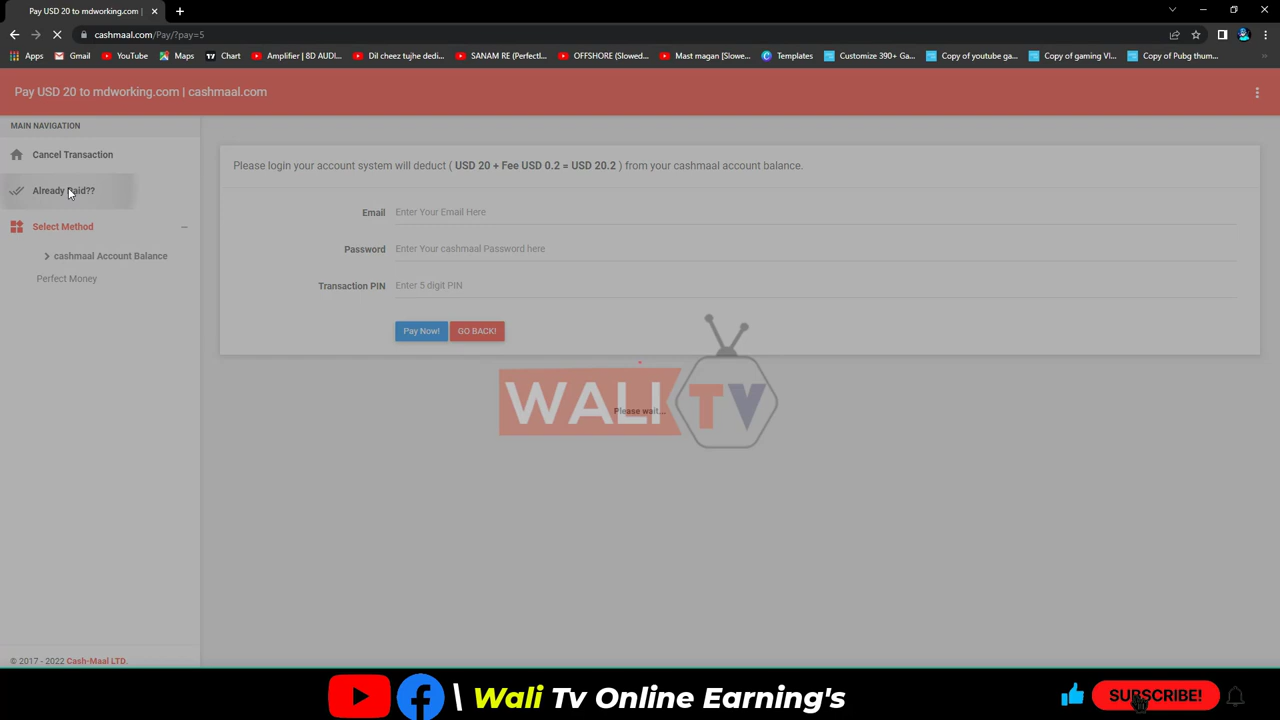 Pay USD 20 to mdworking.com |
cashmaal.com/Pay/?pay=5
Apps Gmail YouTube Maps Chart Amplifier | 8D AUDI... Dil cheez tujhe dedi... SANAM RE (Perfectl... OFFSHORE (Slowed... Mast magan [Slowe... Templates Customize 390+ Ga... Copy of youtube ga... Copy of gaming VI... Copy of Pubg thum...
Pay USD 20 to mdworking.com | cashmaal.com
MAIN NAVIGATION
Cancel Transaction
Already Paid??
Select Method
cashmaal Account Balance
Perfect Money
Please login your account system will deduct ( USD 20 + Fee USD 0.2 = USD 20.2 ) from your cashmaal account balance.
Email Enter Your Email Here
Password Enter Your cashmaal Password here
Transaction PIN Enter 5 digit PIN
Pay Now! GO BACK!
WALI TV
Please wait...
© 2017 - 2022 Cash-Maal LTD.
\ Wali Tv Online Earning's
SUBSCRIBE!